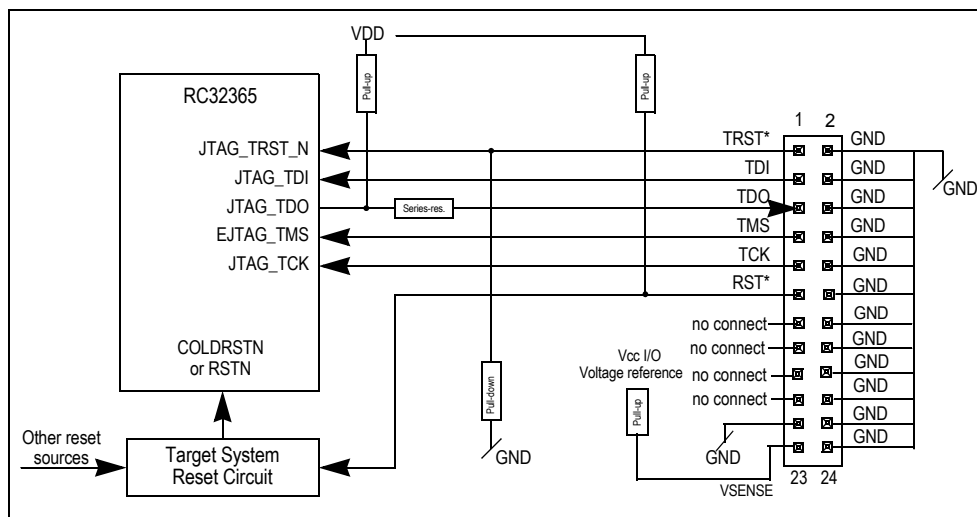 VDD
Pull-up
Pull-up
RC32365
1 2
JTAG_TRST_N
TRST*
GND
JTAG_TDI
TDI
GND
GND
JTAG_TDO
Series-res.
TDO
GND
EJTAG_TMS
TMS
GND
JTAG_TCK
TCK
GND
RST*
GND
no connect
GND
no connect
GND
COLDRSTN
or RSTN
Vcc I/O
Voltage reference
no connect
GND
Pull-down
Pull-up
no connect
GND
GND
Other reset
sources
Target System
Reset Circuit
GND
GND
GND
VSENSE
23 24